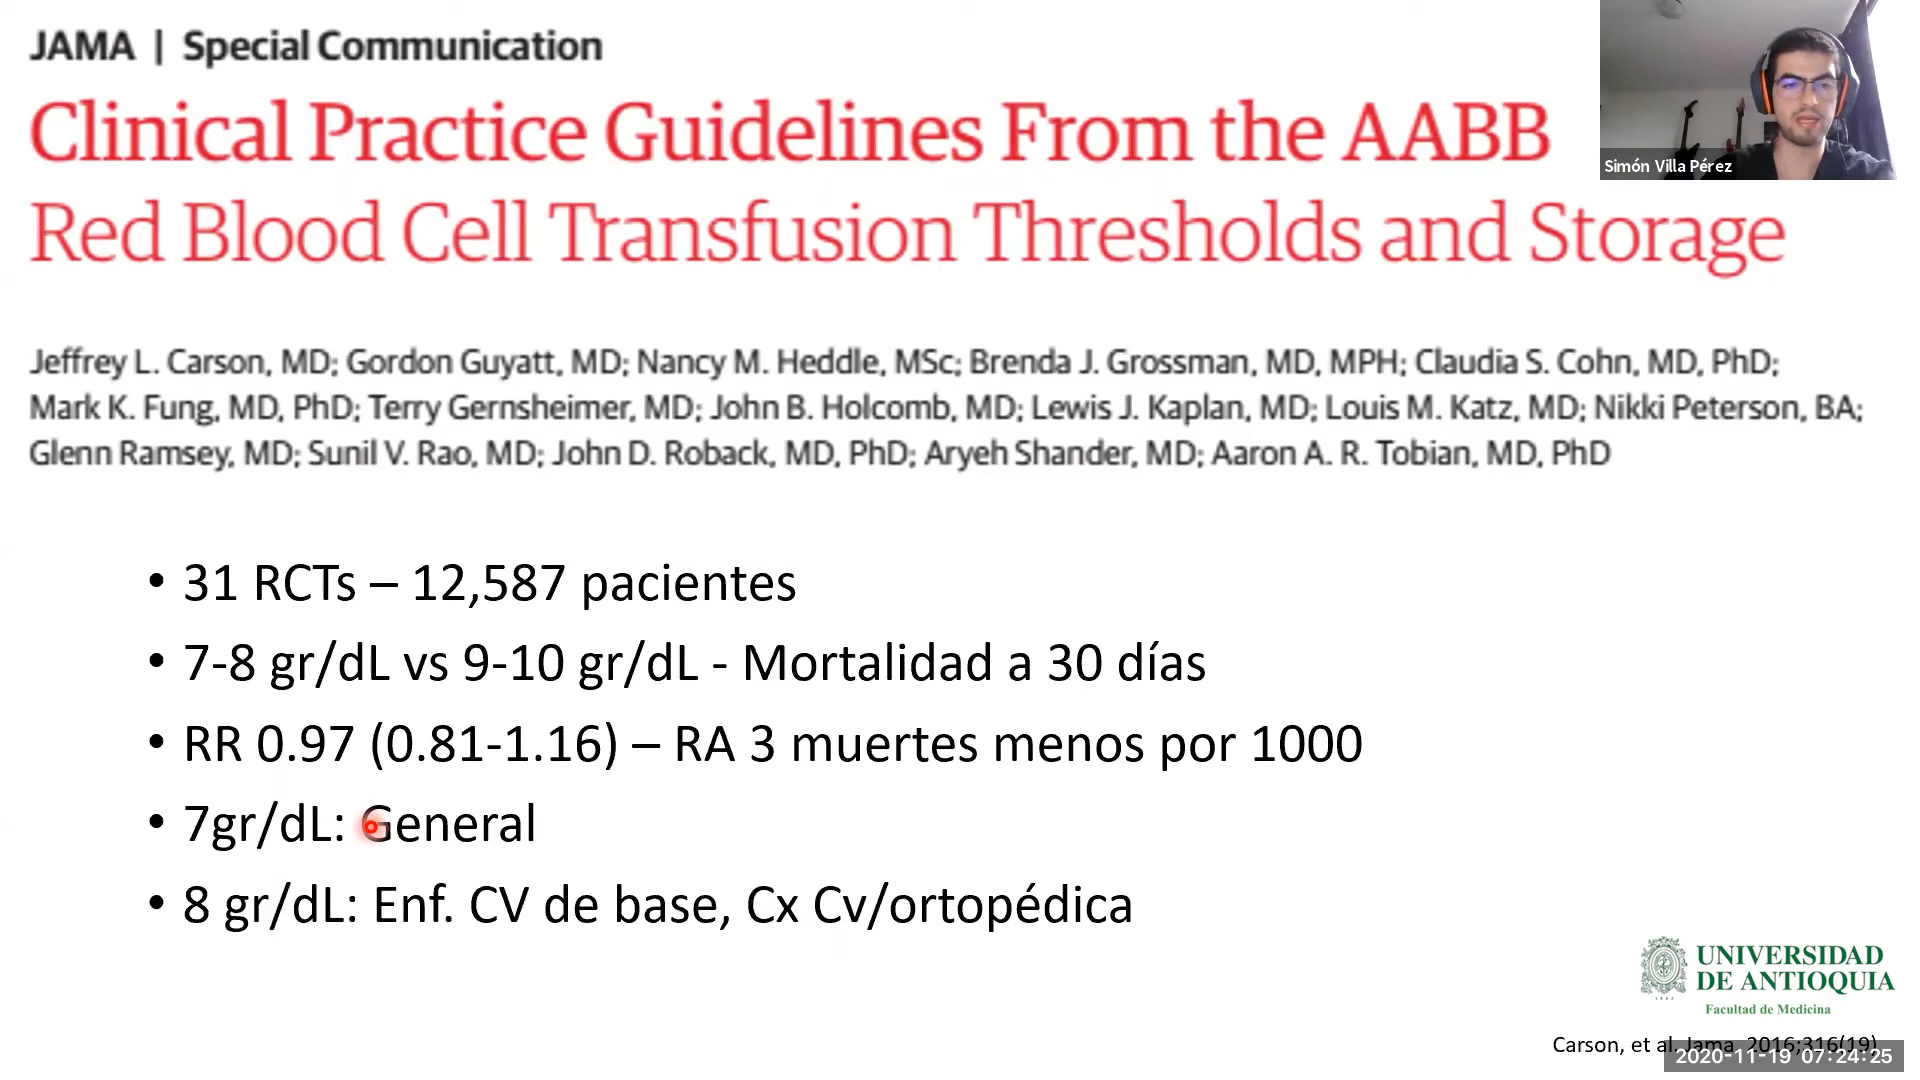 JAMA | Special Communication
Clinical Practice Guidelines From the AABB
Red Blood Cell Transfusion Thresholds and Storage
Simón Villa Pérez
Jeffrey L. Carson, MD; Gordon Guyatt, MD; Nancy M. Heddle, MSc; Brenda J. Grossman, MD, MPH; Claudia S. Cohn, MD, PhD;
Mark K. Fung, MD, PhD; Terry Gernsheimer, MD; John B. Holcomb, MD; Lewis J. Kaplan, MD; Louis M. Katz, MD; Nikki Peterson, BA;
Glenn Ramsey, MD; Sunil V. Rao, MD; John D. Roback, MD, PhD; Aryeh Shander, MD; Aaron A. R. Tobian, MD, PhD
• 31 RCTs – 12,587 pacientes
• 7-8 gr/dL vs 9-10 gr/dL - Mortalidad a 30 días
• RR 0.97 (0.81-1.16) – RA 3 muertes menos por 1000
• 7gr/dL: General
• 8 gr/dL: Enf. CV de base, Cx Cv/ortopédica
UNIVERSIDAD
DE ANTIOQUIA
Facultad de Medicina
Carson, et al. Jama. 2016;316(19)
2020-11-19 07:24:25